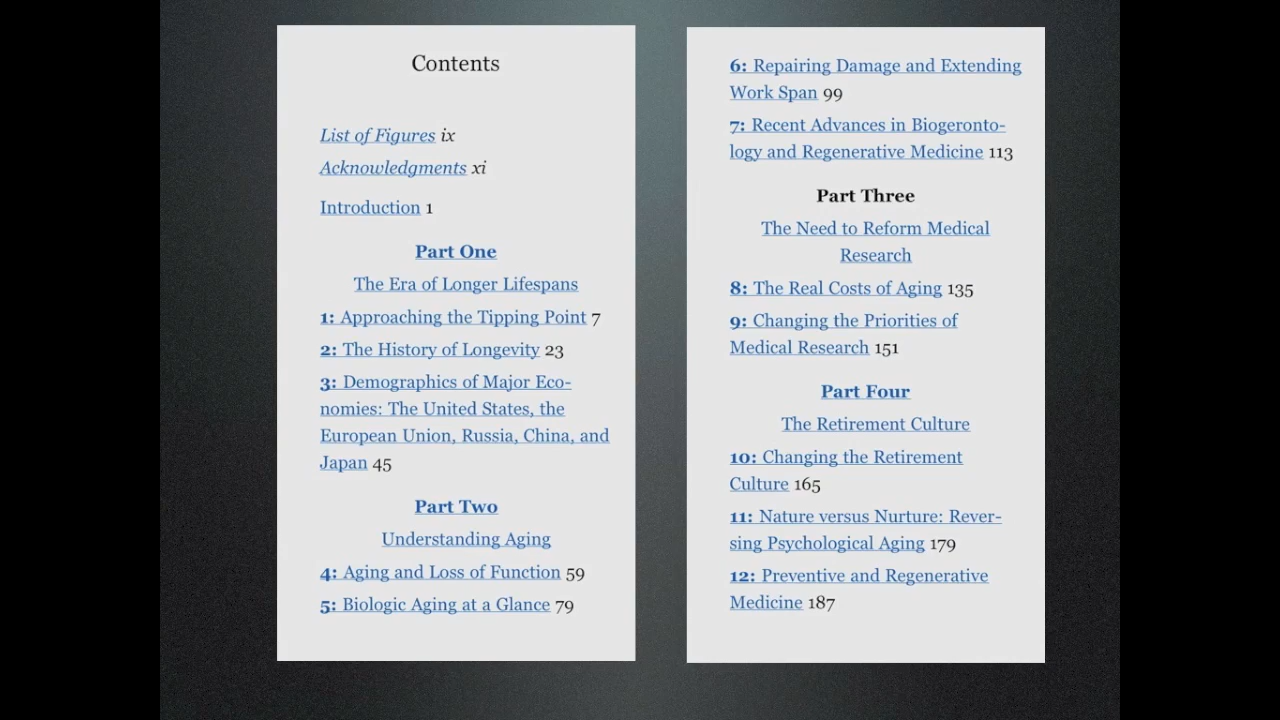 Contents
List of Figures ix
Acknowledgments xi
Introduction 1
Part One
The Era of Longer Lifespans
1: Approaching the Tipping Point 7
2: The History of Longevity 23
3: Demographics of Major Eco-
nomies: The United States, the
European Union, Russia, China, and
Japan 45
Part Two
Understanding Aging
4: Aging and Loss of Function 59
5: Biologic Aging at a Glance 79
6: Repairing Damage and Extending
Work Span 99
7: Recent Advances in Biogeronto-
logy and Regenerative Medicine 113
Part Three
The Need to Reform Medical
Research
8: The Real Costs of Aging 135
9: Changing the Priorities of
Medical Research 151
Part Four
The Retirement Culture
10: Changing the Retirement
Culture 165
11: Nature versus Nurture: Rever-
sing Psychological Aging 179
12: Preventive and Regenerative
Medicine 187